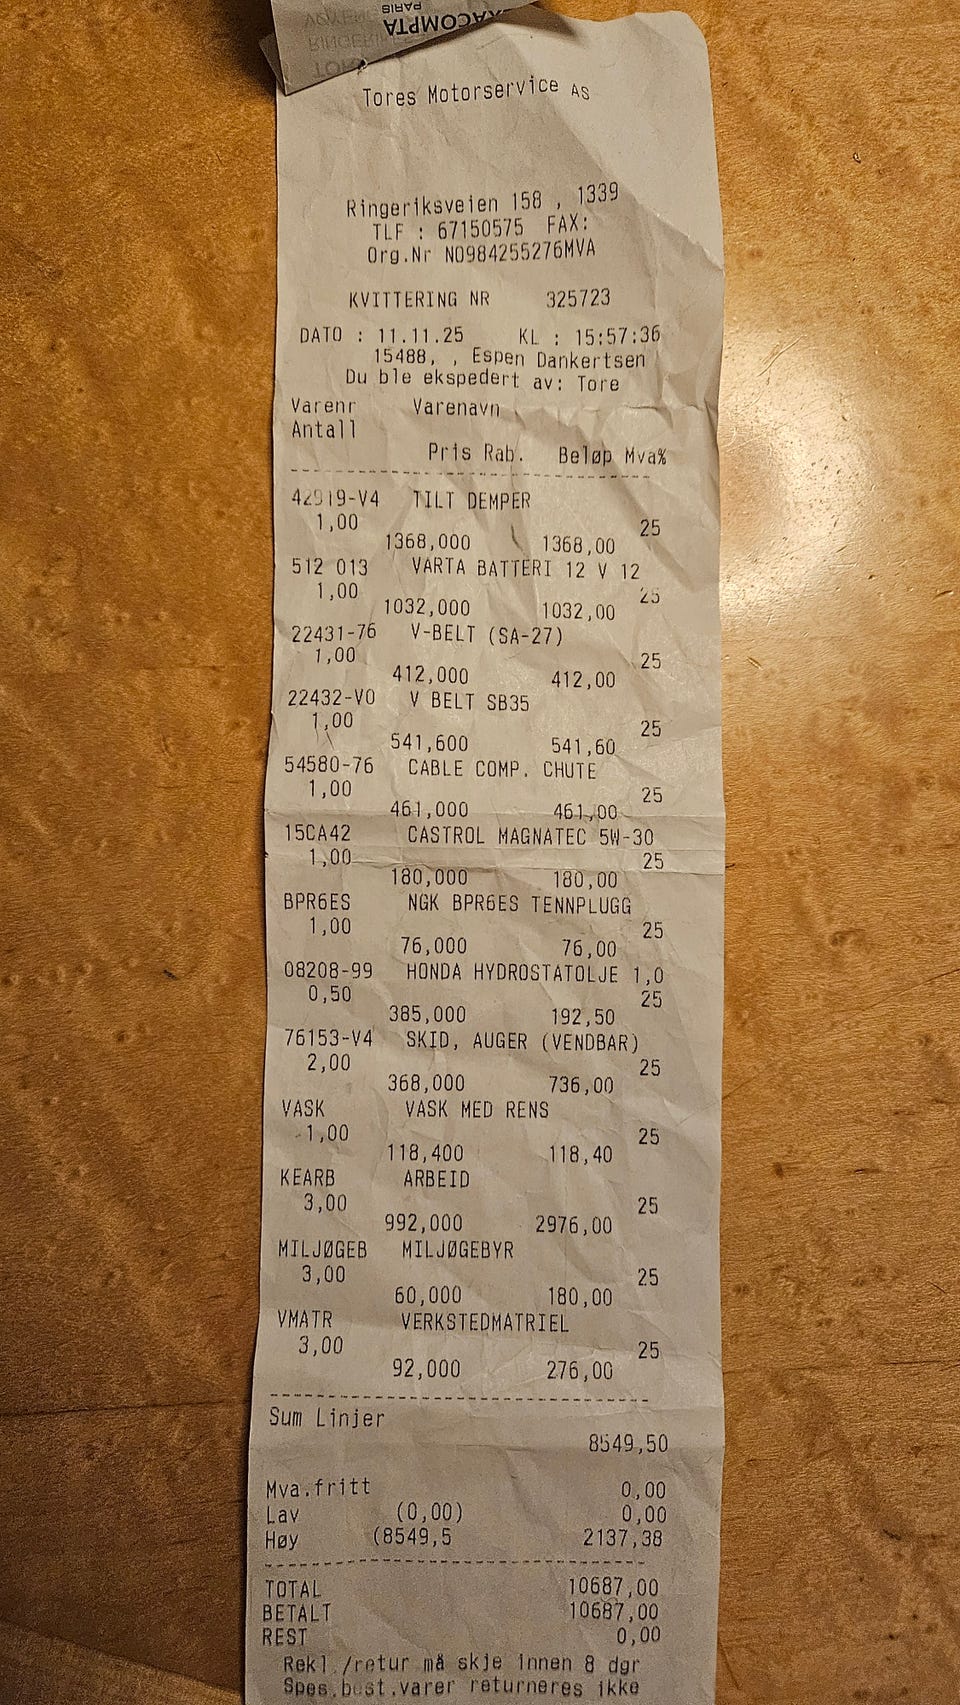 EXACOMPTA
PARIS
Tores Motorservice AS
Ringeriksveien 158 , 1339
TLF : 67150575 FAX:
Org.Nr NO984255276MVA
KVITTERING NR 325723
DATO : 11.11.25 KL : 15:57:36
15488, , Espen Dankertsen
Du ble ekspedert av: Tore
Varenr Varenavn
Antall
Pris Rab. Beløp Mva%
42919-V4 TILT DEMPER
1,00 25
1368,000 1368,00
512 013 VARTA BATTERI 12 V 12
1,00 25
1032,000 1032,00
22431-76 V-BELT (SA-27)
1,00 25
412,000 412,00
22432-V0 V BELT SB35
1,00 25
541,600 541,60
54580-76 CABLE COMP. CHUTE
1,00 25
461,000 461,00
15CA42 CASTROL MAGNATEC 5W-30
1,00 25
180,000 180,00
BPR6ES NGK BPR6ES TENNPLUGG
1,00 25
76,000 76,00
08208-99 HONDA HYDROSTATOLJE 1,0
0,50 25
385,000 192,50
76153-V4 SKID, AUGER (VENDBAR)
2,00 25
368,000 736,00
VASK VASK MED RENS
1,00 25
118,400 118,40
KEARB ARBEID
3,00 25
992,000 2976,00
MILJØGEB MILJØGEBYR
3,00 25
60,000 180,00
VMATR VERKSTEDMATRIEL
3,00 25
92,000 276,00
Sum Linjer
8549,50
Mva.fritt 0,00
Lav (0,00) 0,00
Høy (8549,5 2137,38
TOTAL 10687,00
BETALT 10687,00
REST 0,00
Rekl./retur må skje innen 8 dgr
Spes.best.varer returneres ikke